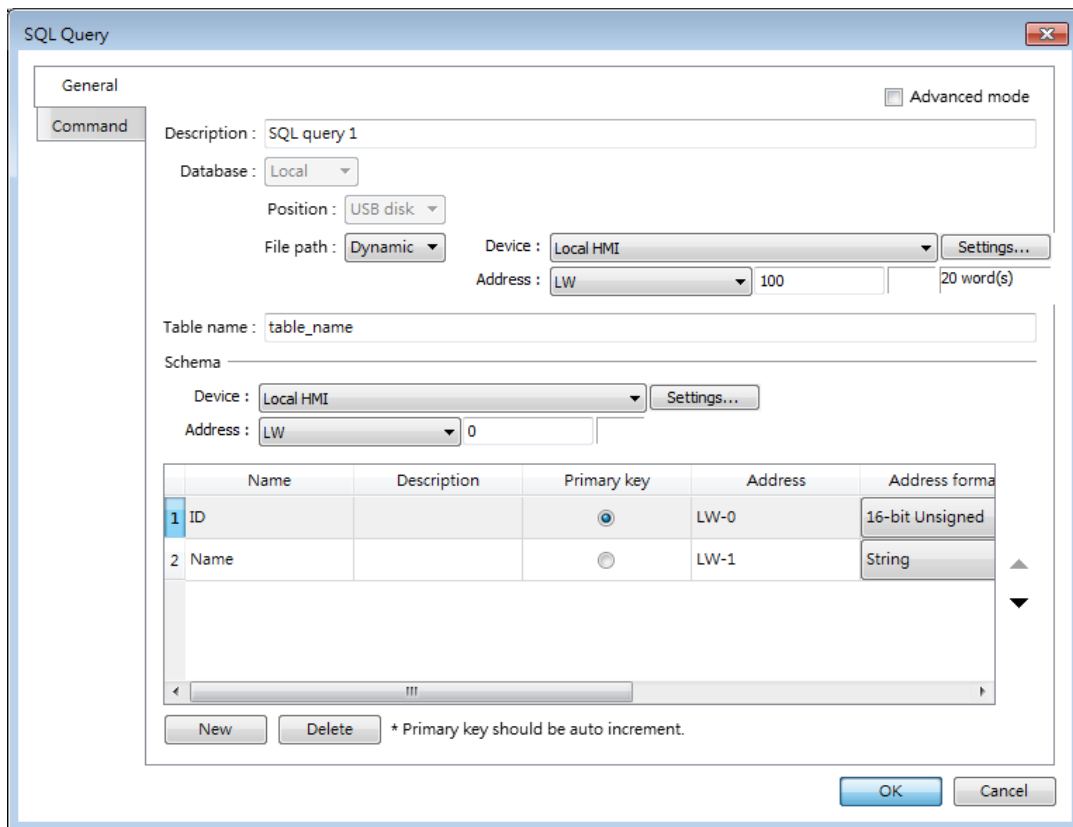 SQL Query
General
Advanced mode
Command
Description : SQL query 1
Database : Local
Position : USB disk
File path : Dynamic Device : Local HMI Settings...
Address : LW 100 20 word(s)
Table name : table_name
Schema
Device : Local HMI Settings...
Address : LW 0
Name Description Primary key Address Address forma
1 ID LW-0 16-bit Unsigned
2 Name LW-1 String
New Delete * Primary key should be auto increment.
OK Cancel